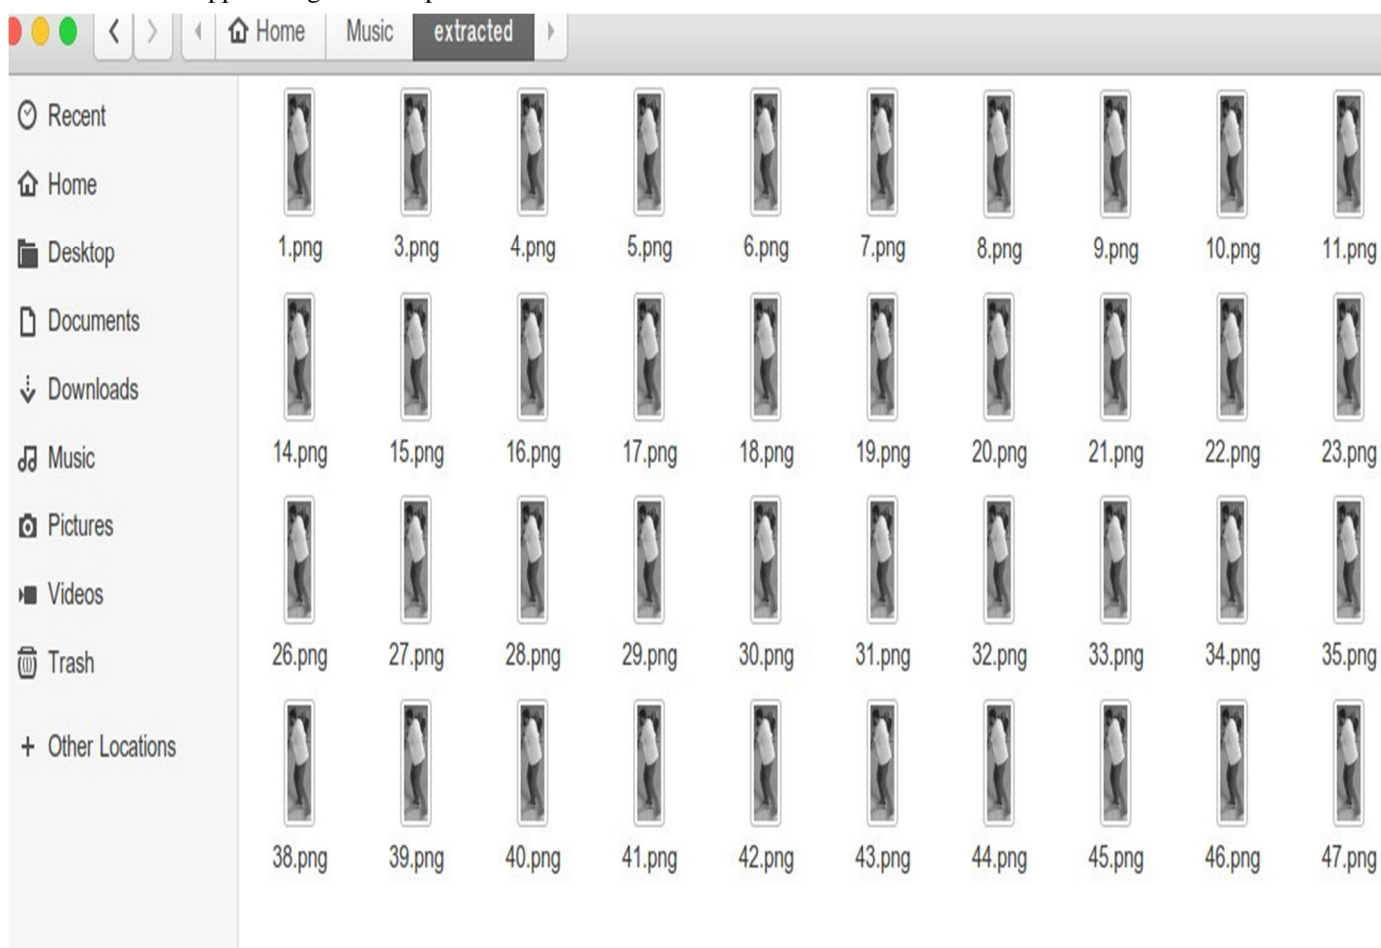 Home Music extracted
Recent
Home
Desktop
Documents
Downloads
Music
Pictures
Videos
Trash
+ Other Locations
1.png 3.png 4.png 5.png 6.png 7.png 8.png 9.png 10.png 11.png
14.png 15.png 16.png 17.png 18.png 19.png 20.png 21.png 22.png 23.png
26.png 27.png 28.png 29.png 30.png 31.png 32.png 33.png 34.png 35.png
38.png 39.png 40.png 41.png 42.png 43.png 44.png 45.png 46.png 47.png